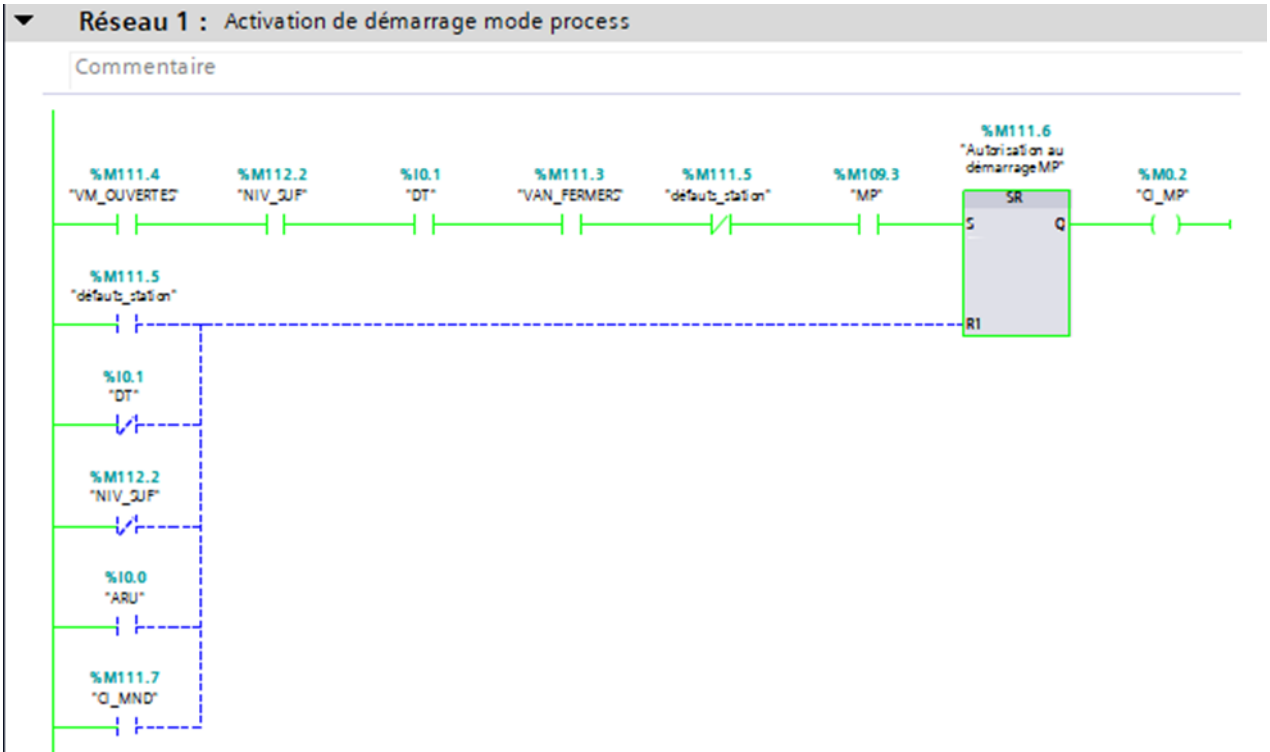 Réseau 1 : Activation de démarrage mode process
Commentaire
%M111.6
"Autorisation au
démarrage MP"
%M111.4 %M112.2 %I0.1 %M111.3 %M111.5 %M109.3 %M0.2
"VM_OUVERTES" "NIV_SUF" "DT" "VAN_FERMERS" "défauts_station" "MP" "CI_MP"
SR
S Q
%M111.5
"défauts_station"
R1
%I0.1
"DT"
%M112.2
"NIV_SUF"
%I0.0
"ARU"
%M111.7
"CI_MND"